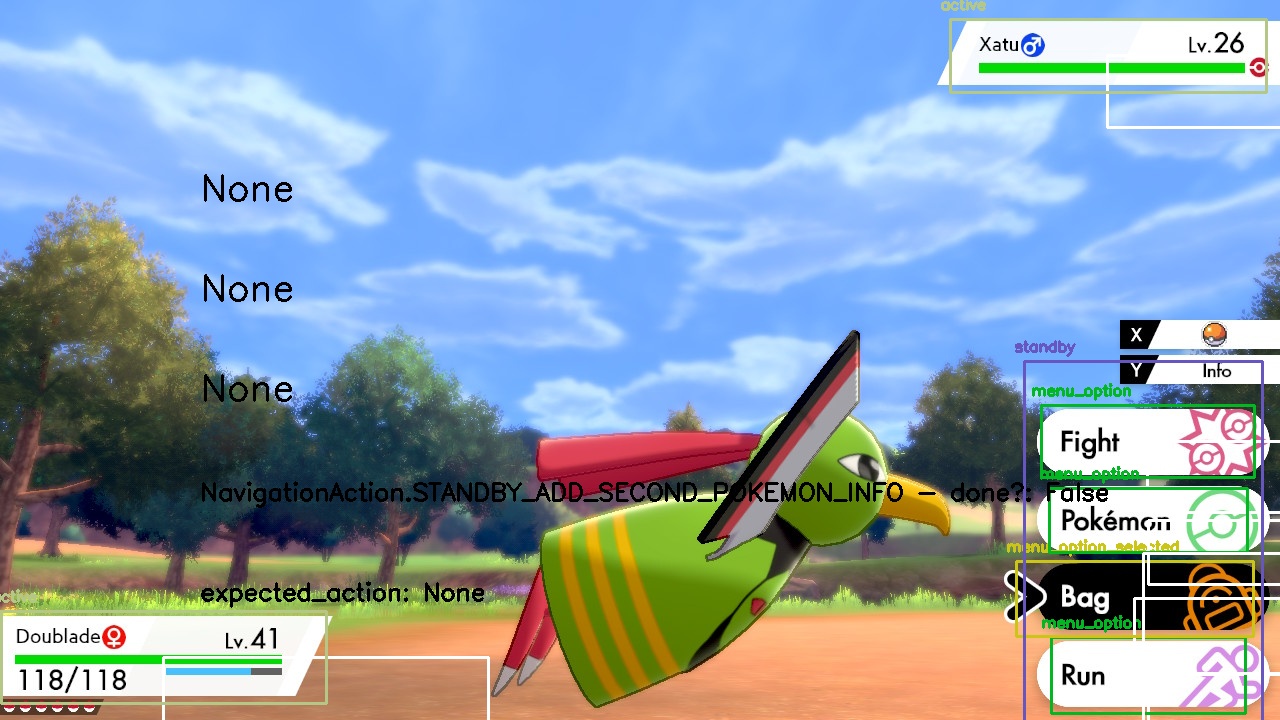 active
Xatu♂ Lv.26
None
None
None
standby
X
Y Info
menu_option
Fight
menu_option
NavigationAction.STANDBY_ADD_SECOND_POKEMON_INFO - done?: False
Pokémon
menu_option_selected
expected_action: None
Bag
menu_option
active
Doublade♀ Lv.41
118/118
Run